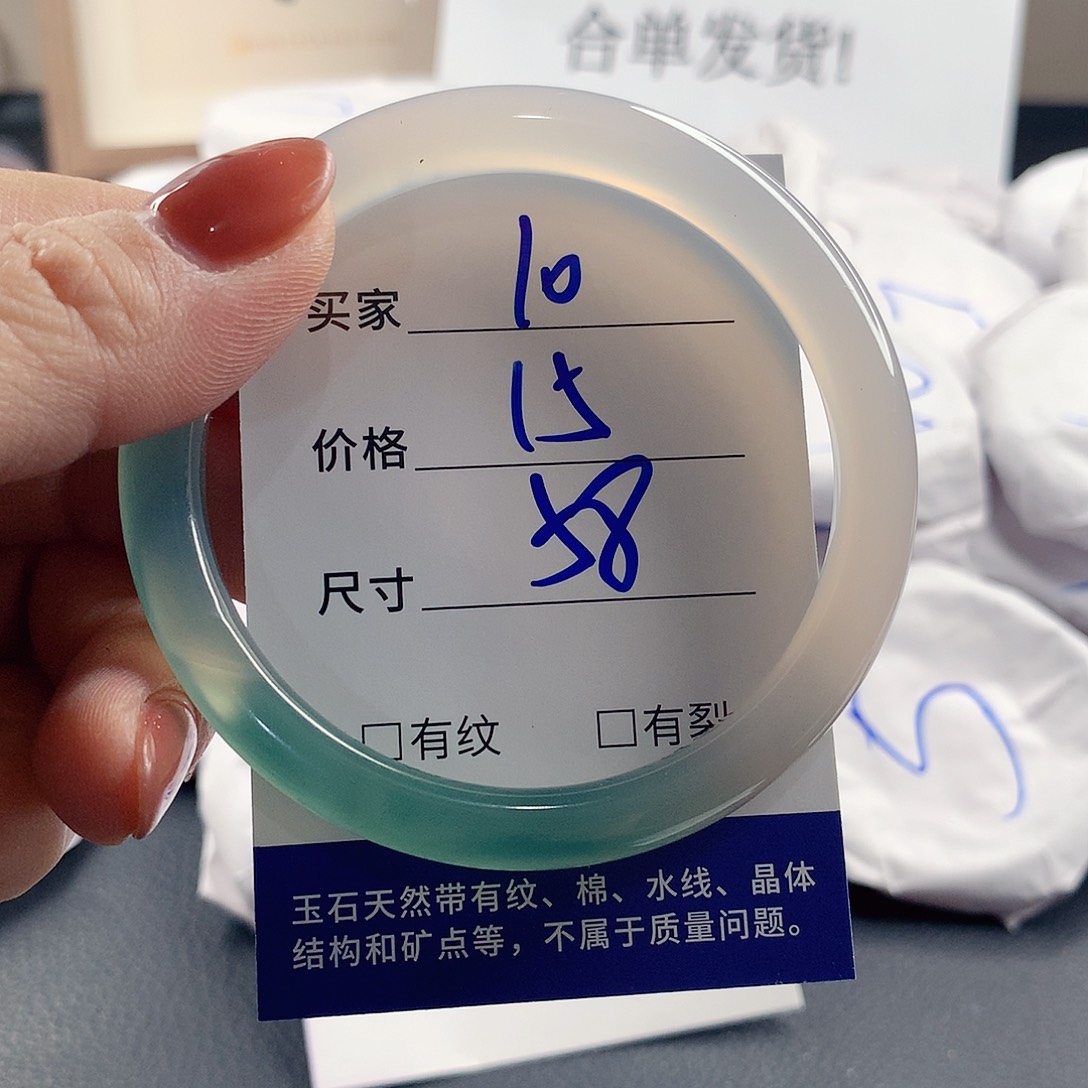 合单发货!
买家 10
价格 15
尺寸 58
□有纹 □有裂
玉石天然带有纹、棉、水线、晶体
结构和矿点等，不属于质量问题。
5